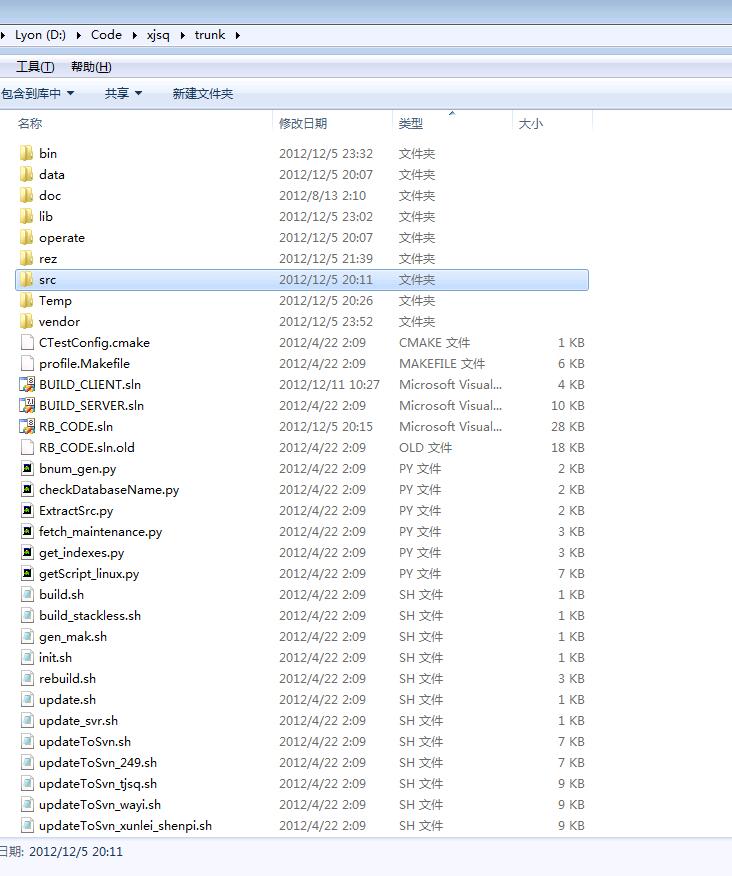 Lyon (D:) Code xjsq trunk
工具(T) 帮助(H)
包含到库中 共享 新建文件夹
名称 修改日期 类型 大小
bin 2012/12/5 23:32 文件夹
data 2012/12/5 20:07 文件夹
doc 2012/8/13 2:10 文件夹
lib 2012/12/5 23:02 文件夹
operate 2012/12/5 20:07 文件夹
rez 2012/12/5 21:39 文件夹
src 2012/12/5 20:11 文件夹
Temp 2012/12/5 20:26 文件夹
vendor 2012/12/5 23:52 文件夹
CTestConfig.cmake 2012/4/22 2:09 CMAKE 文件 1 KB
profile.Makefile 2012/4/22 2:09 MAKEFILE 文件 6 KB
BUILD_CLIENT.sln 2012/12/11 10:27 Microsoft Visual... 4 KB
BUILD_SERVER.sln 2012/4/22 2:09 Microsoft Visual... 10 KB
RB_CODE.sln 2012/12/5 20:15 Microsoft Visual... 28 KB
RB_CODE.sln.old 2012/4/22 2:09 OLD 文件 18 KB
bnum_gen.py 2012/4/22 2:09 PY 文件 2 KB
checkDatabaseName.py 2012/4/22 2:09 PY 文件 2 KB
ExtractSrc.py 2012/4/22 2:09 PY 文件 2 KB
fetch_maintenance.py 2012/4/22 2:09 PY 文件 3 KB
get_indexes.py 2012/4/22 2:09 PY 文件 3 KB
getScript_linux.py 2012/4/22 2:09 PY 文件 7 KB
build.sh 2012/4/22 2:09 SH 文件 1 KB
build_stackless.sh 2012/4/22 2:09 SH 文件 1 KB
gen_mak.sh 2012/4/22 2:09 SH 文件 1 KB
init.sh 2012/4/22 2:09 SH 文件 1 KB
rebuild.sh 2012/4/22 2:09 SH 文件 3 KB
update.sh 2012/4/22 2:09 SH 文件 1 KB
update_svr.sh 2012/4/22 2:09 SH 文件 1 KB
updateToSvn.sh 2012/4/22 2:09 SH 文件 7 KB
updateToSvn_249.sh 2012/4/22 2:09 SH 文件 7 KB
updateToSvn_tjsq.sh 2012/4/22 2:09 SH 文件 9 KB
updateToSvn_wayi.sh 2012/4/22 2:09 SH 文件 9 KB
updateToSvn_xunlei_shenpi.sh 2012/4/22 2:09 SH 文件 9 KB
日期: 2012/12/5 20:11